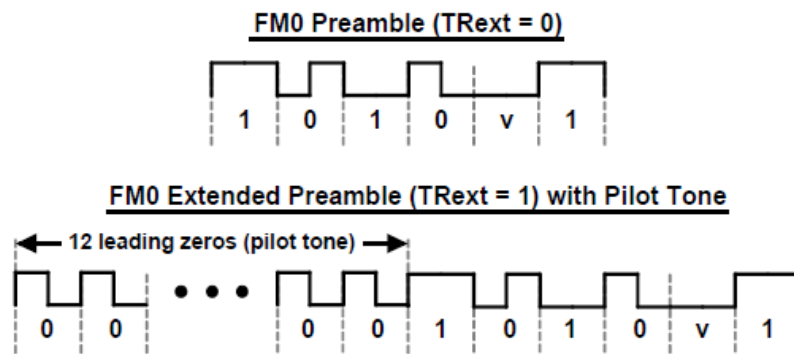 FM0 Preamble (TRext = 0)
1 0 1 0 v 1
FM0 Extended Preamble (TRext = 1) with Pilot Tone
12 leading zeros (pilot tone)
0 0 0 0 1 0 1 0 v 1